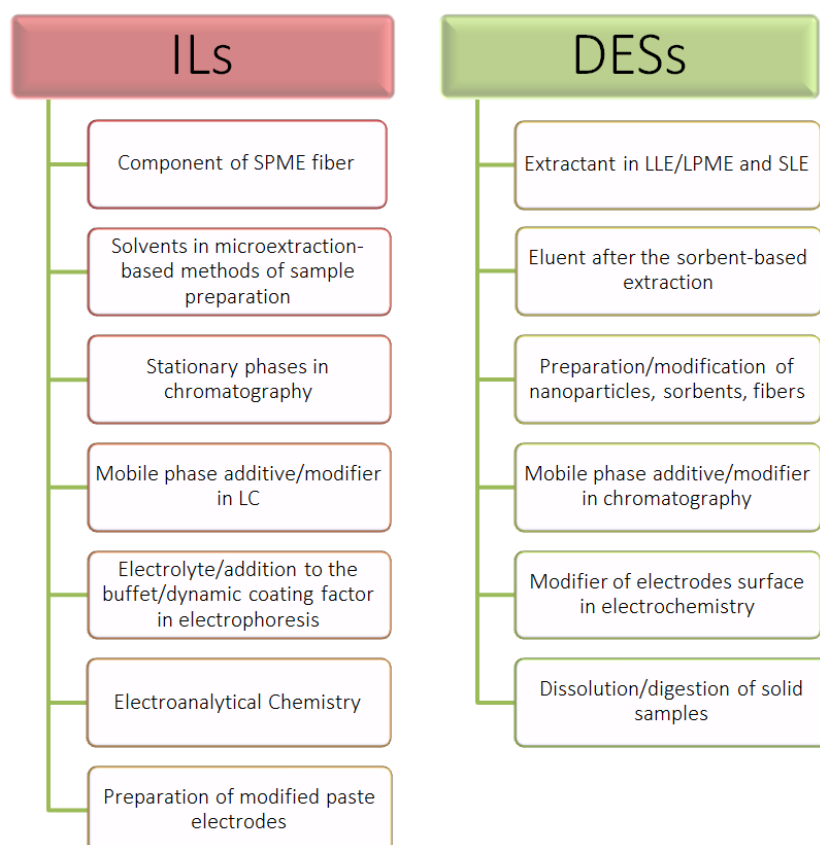 ILs
Component of SPME fiber
Solvents in microextraction-
based methods of sample
preparation
Stationary phases in
chromatography
Mobile phase additive/modifier
in LC
Electrolyte/addition to the
buffet/dynamic coating factor
in electrophoresis
Electroanalytical Chemistry
Preparation of modified paste
electrodes
DESs
Extractant in LLE/LPME and SLE
Eluent after the sorbent-based
extraction
Preparation/modification of
nanoparticles, sorbents, fibers
Mobile phase additive/modifier
in chromatography
Modifier of electrodes surface
in electrochemistry
Dissolution/digestion of solid
samples